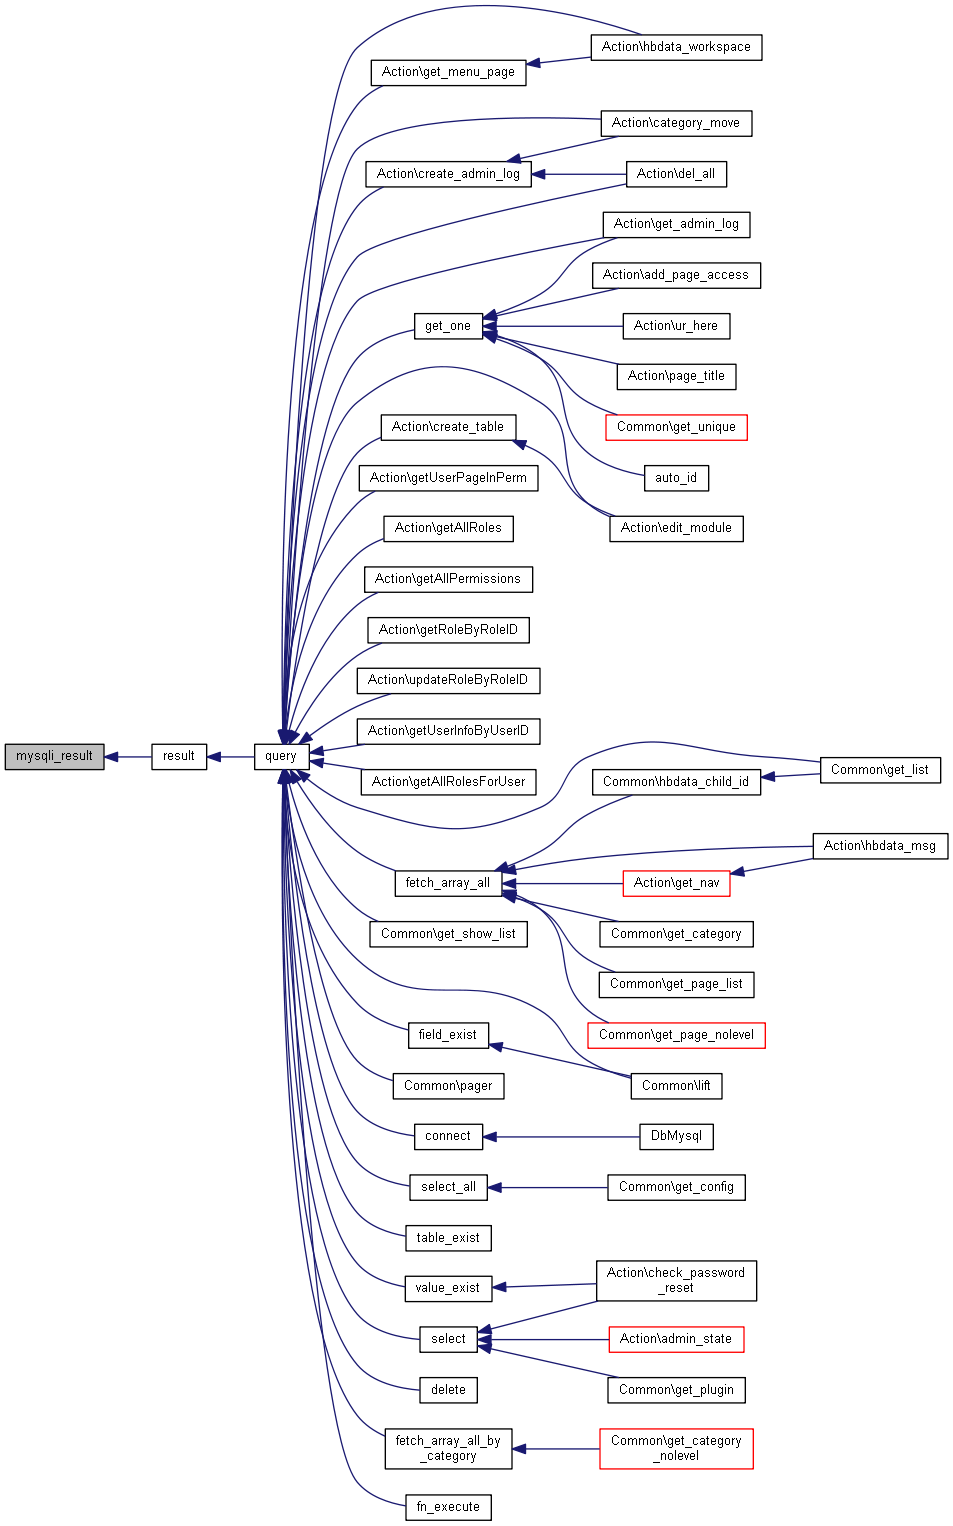 Action\hbdata_workspace
Action\get_menu_page
Action\category_move
Action\create_admin_log
Action\del_all
Action\get_admin_log
Action\add_page_access
get_one
Action\ur_here
Action\page_title
Action\create_table
Common\get_unique
Action\getUserPageInPerm
auto_id
Action\getAllRoles
Action\edit_module
Action\getAllPermissions
Action\getRoleByRoleID
Action\updateRoleByRoleID
Action\getUserInfoByUserID
mysqli_result
result
query
Common\get_list
Action\getAllRolesForUser
Common\hbdata_child_id
Action\hbdata_msg
fetch_array_all
Action\get_nav
Common\get_show_list
Common\get_category
Common\get_page_list
field_exist
Common\get_page_nolevel
Common\pager
Common\lift
connect
DbMysql
select_all
Common\get_config
table_exist
value_exist
Action\check_password
_reset
select
Action\admin_state
delete
Common\get_plugin
fetch_array_all_by
_category
Common\get_category
_nolevel
fn_execute